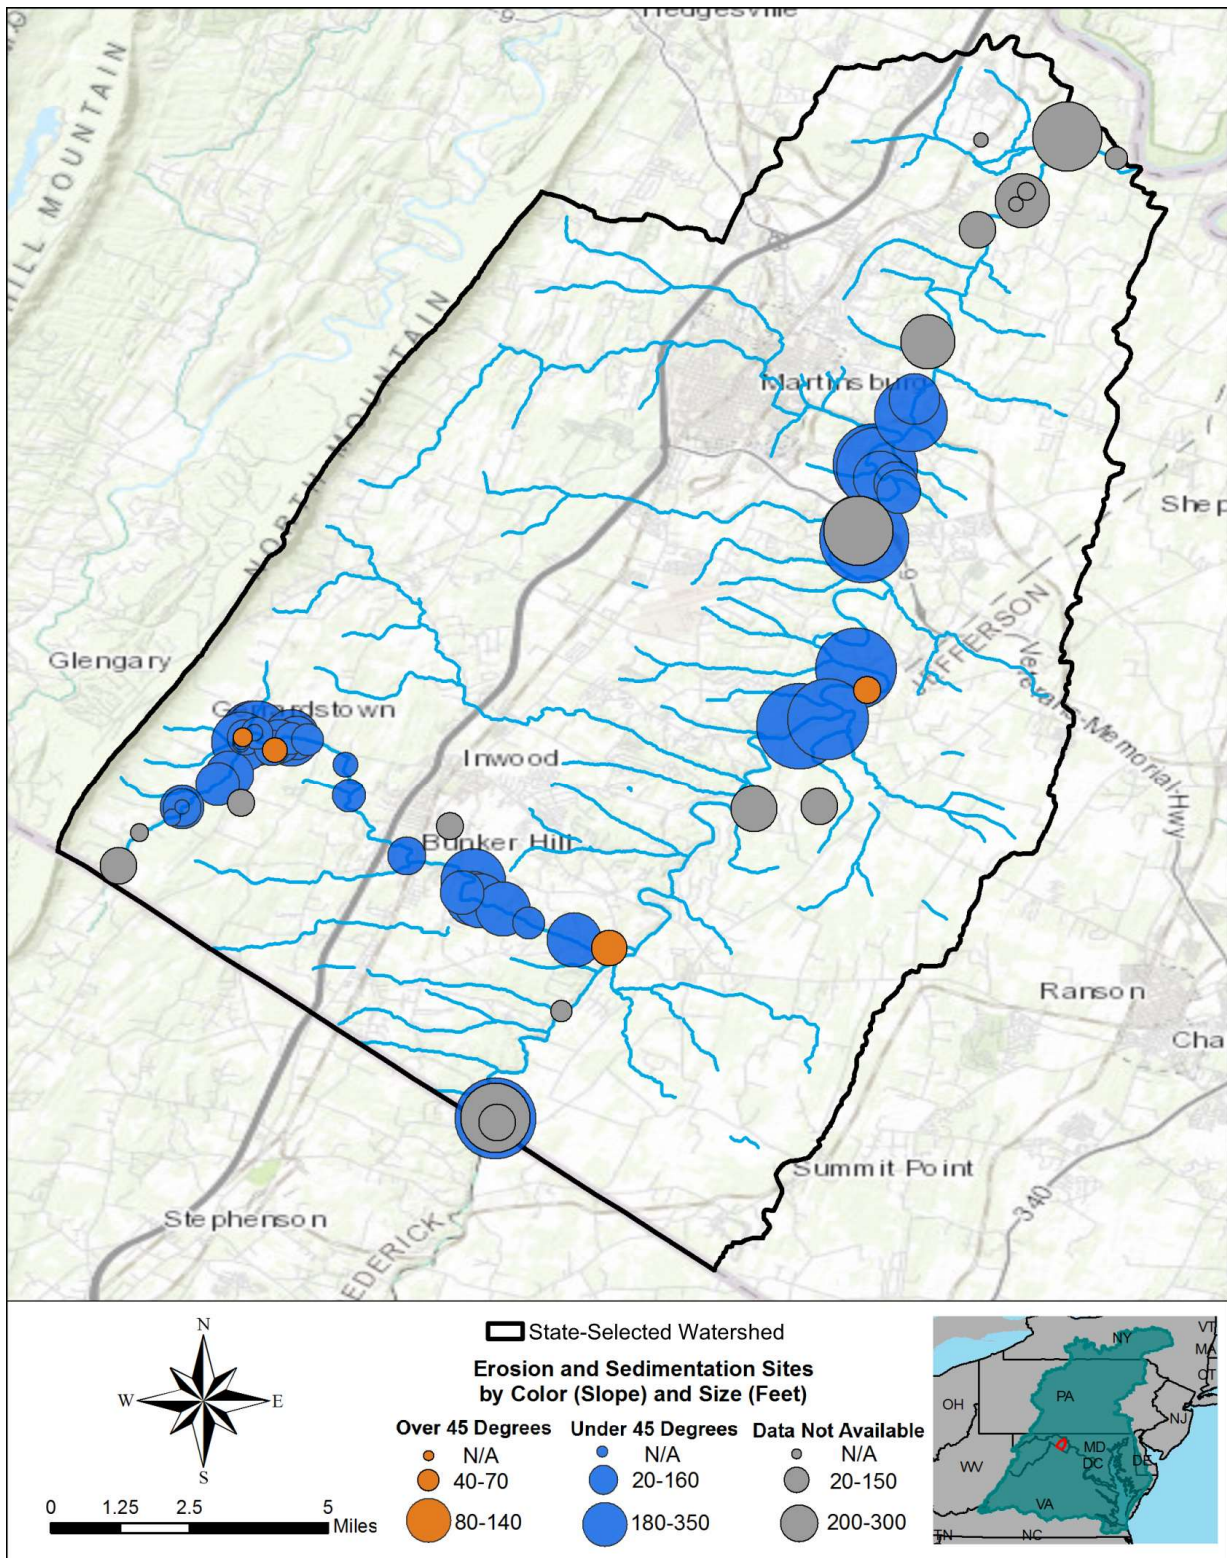 Hedgesville
9
HILL MOUNTAIN
NORTH MOUNTAIN
Martinsburg
Shep
9
JEFFERSON
Veterans-Memorial-Hwy
Glengary
Gerrardstown
Inwood
Bunker Hill
Ranson
Cha
Summit Point
340
Stephenson
EDERICK
N
W E
S
0 1.25 2.5 5
Miles
State-Selected Watershed
Erosion and Sedimentation Sites
by Color (Slope) and Size (Feet)
Over 45 Degrees
N/A
40-70
80-140
Under 45 Degrees
N/A
20-160
180-350
Data Not Available
N/A
20-150
200-300
NY
VT
MA
CT
PA
OH
NJ
MD
DC
DE
WV
VA
TN
NC